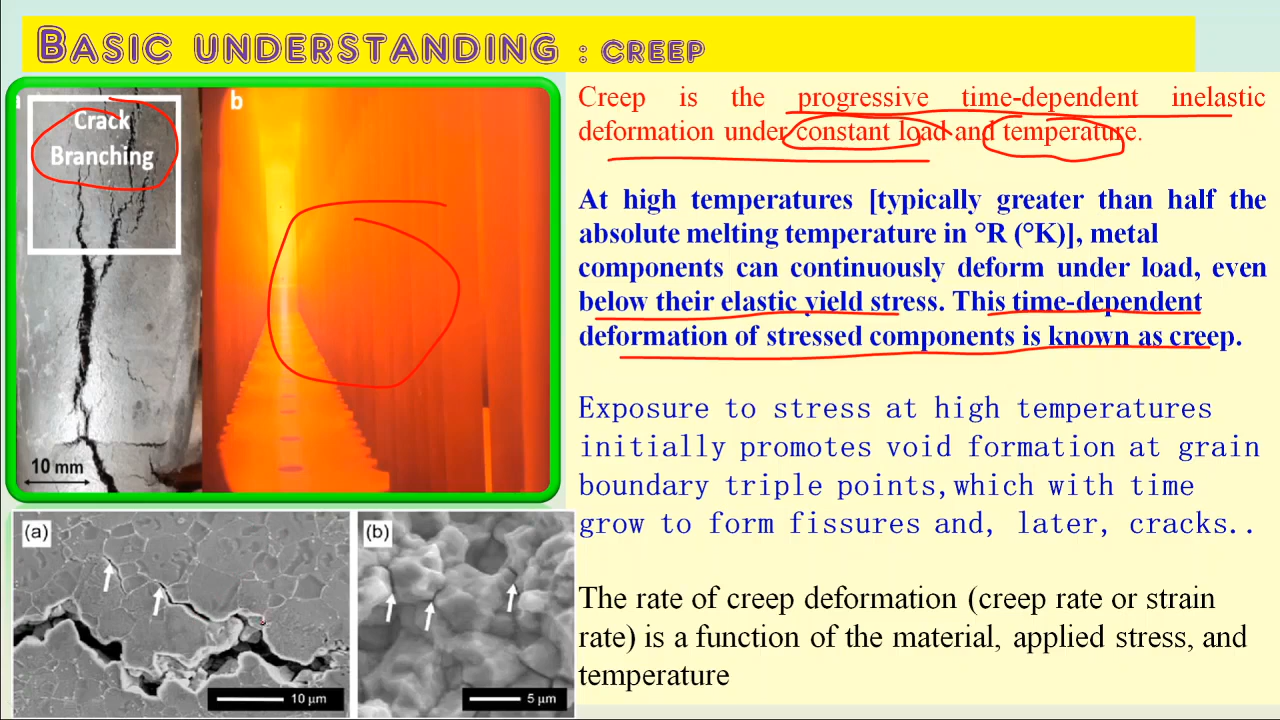 BASIC UNDERSTANDING : CREEP
Crack
Branching
b
10 mm
(a)
(b)
10 μm
5 μm
Creep is the progressive time-dependent inelastic
deformation under constant load and temperature.
At high temperatures [typically greater than half the
absolute melting temperature in °R (°K)], metal
components can continuously deform under load, even
below their elastic yield stress. This time-dependent
deformation of stressed components is known as creep.
Exposure to stress at high temperatures
initially promotes void formation at grain
boundary triple points,which with time
grow to form fissures and, later, cracks..
The rate of creep deformation (creep rate or strain
rate) is a function of the material, applied stress, and
temperature